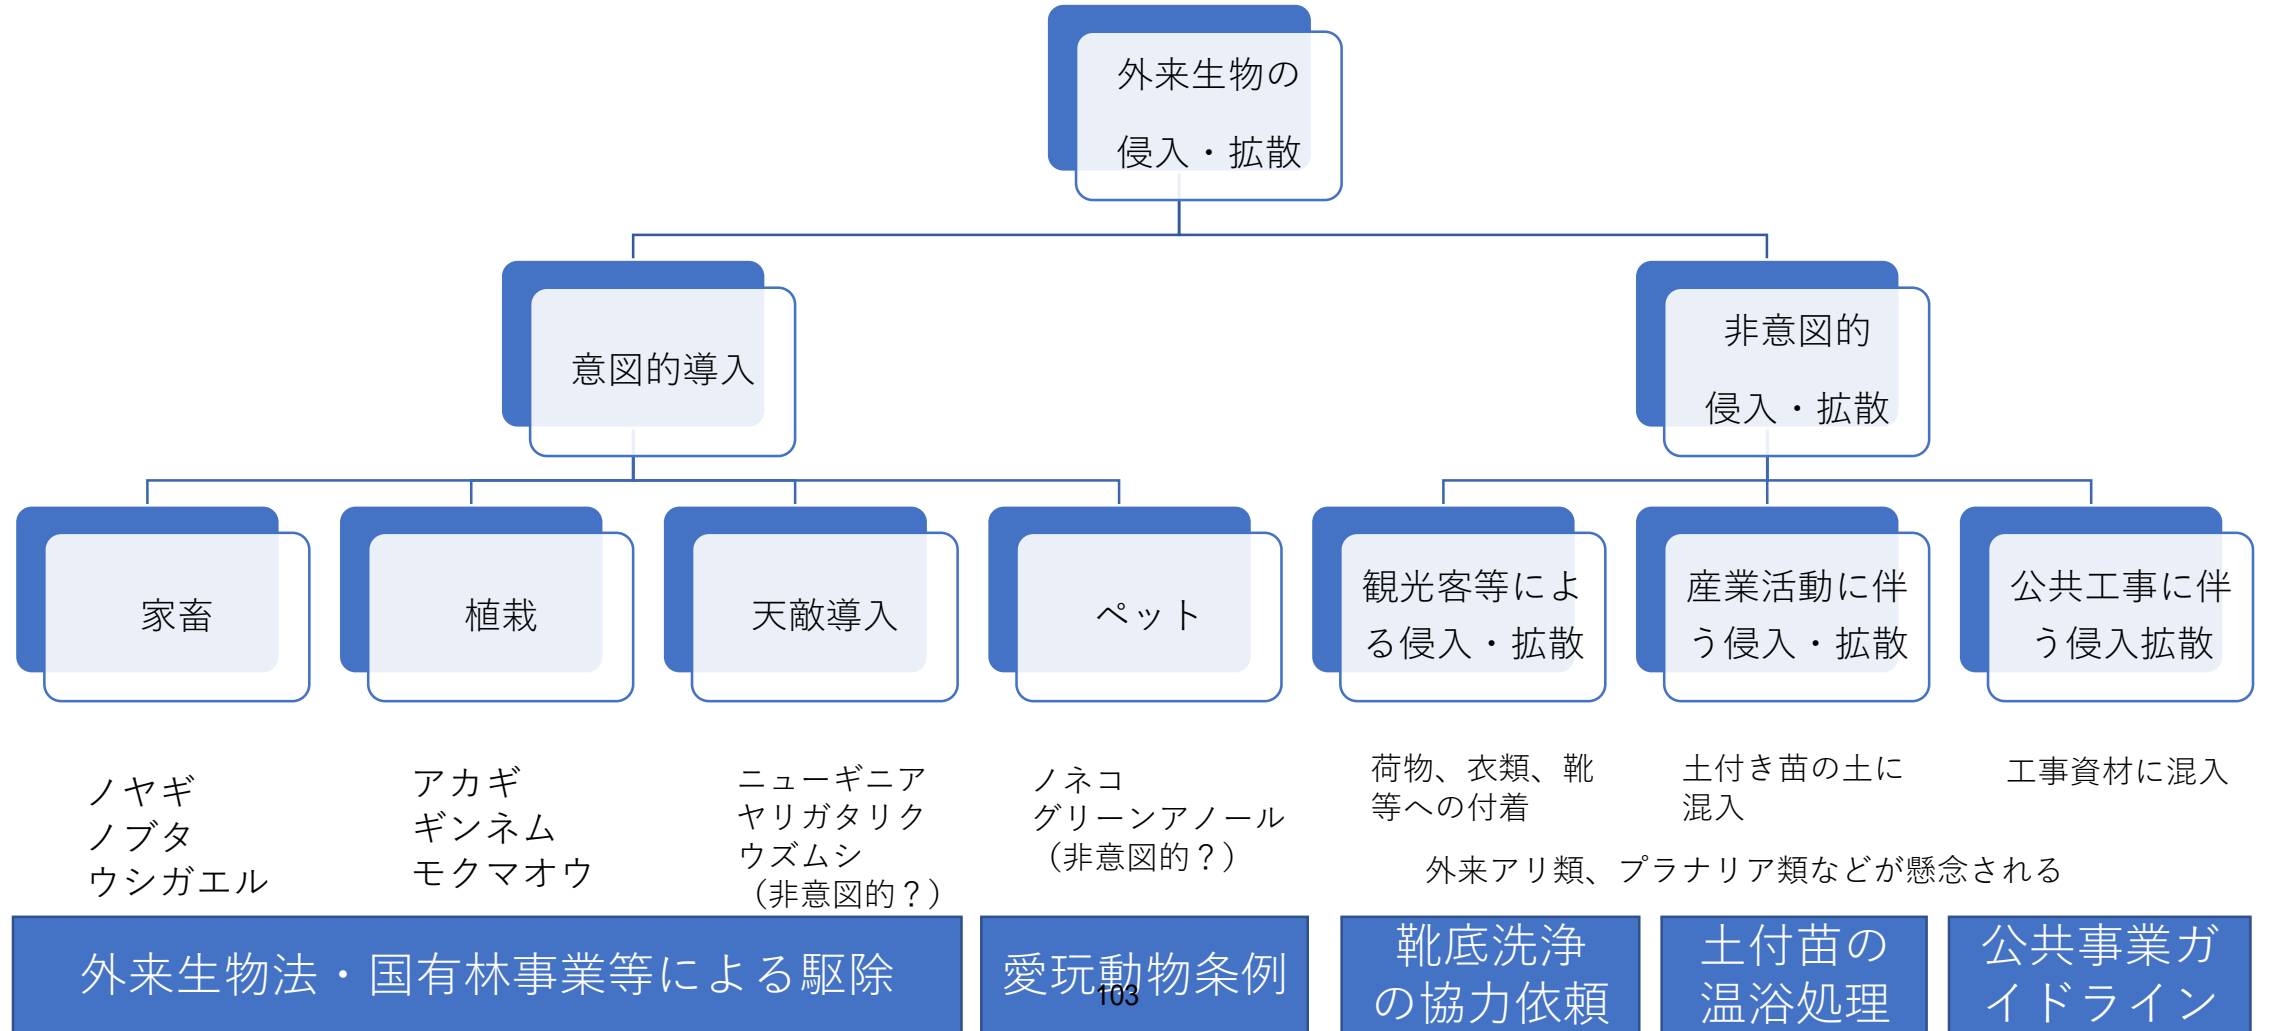 外来生物の
侵入・拡散
意図的導入
非意図的
侵入・拡散
家畜
植栽
天敵導入
ペット
観光客等によ
る侵入・拡散
産業活動に伴
う侵入・拡散
公共工事に伴
う侵入拡散
ノヤギ
ノブタ
ウシガエル
アカギ
ギンネム
モクマオウ
ニューギニア
ヤリガタリク
ウズムシ
（非意図的？）
ノネコ
グリーンアノール
（非意図的？）
荷物、衣類、靴
等への付着
土付き苗の土に
混入
工事資材に混入
外来アリ類、プラナリア類などが懸念される
外来生物法・国有林事業等による駆除
愛玩動物条例
靴底洗浄
の協力依頼
土付苗の
温浴処理
公共事業ガ
イドライン
103